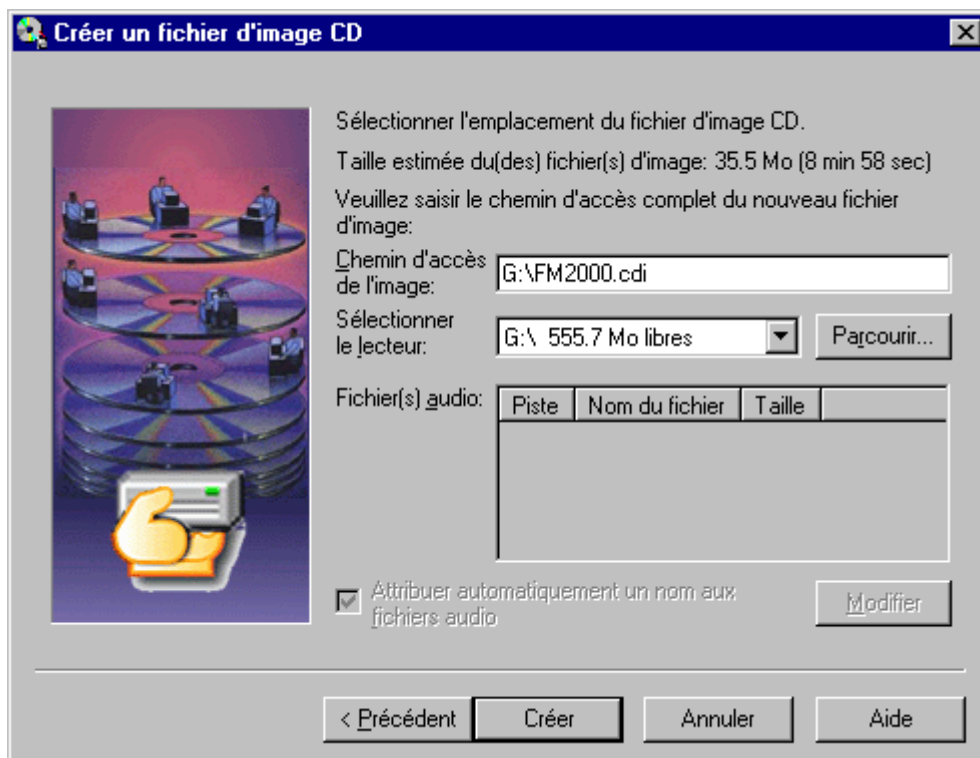 Créer un fichier d'image CD
Sélectionner l'emplacement du fichier d'image CD.
Taille estimée du(des) fichier(s) d'image: 35.5 Mo (8 min 58 sec)
Veuillez saisir le chemin d'accès complet du nouveau fichier
d'image:
Chemin d'accès
de l'image:
G:\FM2000.cdi
Sélectionner
le lecteur:
G:\ 555.7 Mo libres
Parcourir...
Fichier(s) audio:
Piste Nom du fichier Taille
Attribuer automatiquement un nom aux
fichiers audio
Modifier
< Précédent Créer Annuler Aide